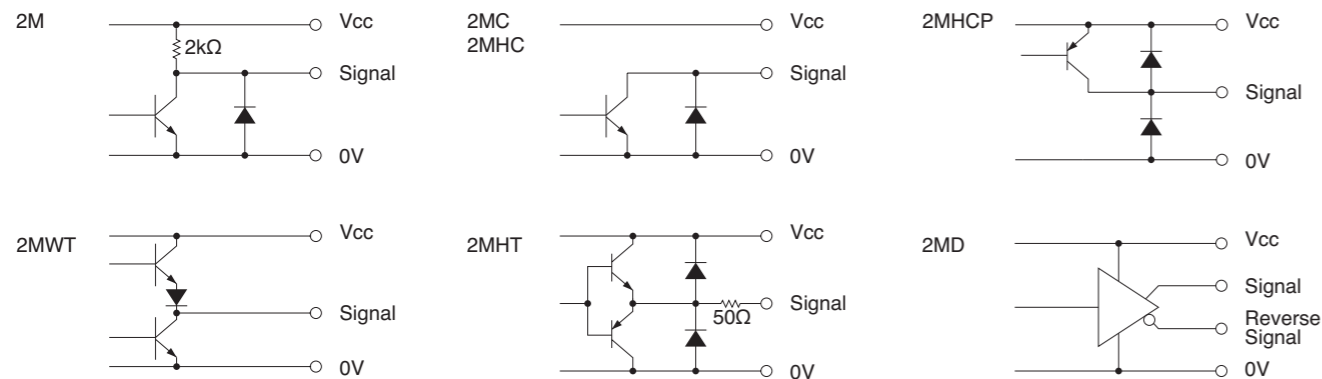 2M
Vcc
2kΩ
Signal
0V
2MC
2MHC
Vcc
Signal
0V
2MHCP
Vcc
Signal
0V
2MWT
Vcc
Signal
0V
2MHT
Vcc
Signal
50Ω
0V
2MD
Vcc
Signal
Reverse
Signal
0V